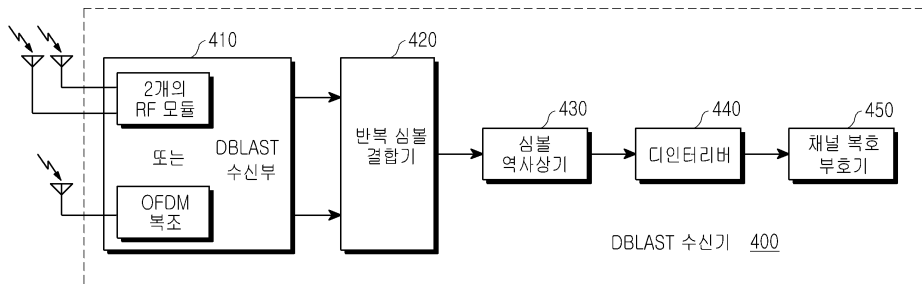 410
2개의
RF 모듈
또는
DBLAST
수신부
OFDM
복조
420
반복 심볼
결합기
430
심볼
역사상기
440
디인터리버
450
채널 복호
부호기
DBLAST 수신기 400